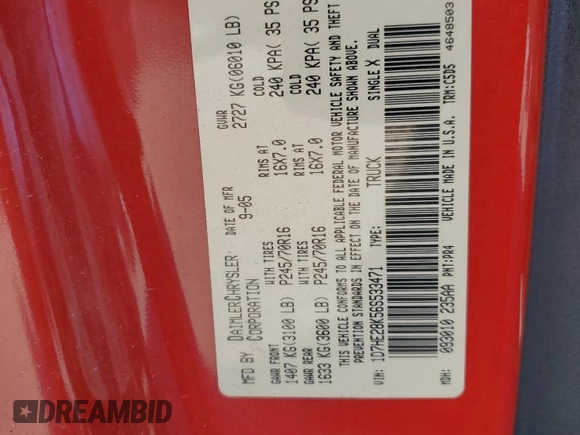 MFD BY DAIMLERCHRYSLER CORPORATION
DATE OF MFR 9-05
GVWR 2727 KG(06010 LB)
GAWR FRONT WITH TIRES RIMS AT COLD
1407 KG(3100 LB) P245/70R16 16X7.0 240 KPA( 35 PS
GAWR REAR WITH TIRES RIMS AT COLD
1633 KG(3600 LB) P245/70R16 16X7.0 240 KPA( 35 PS
THIS VEHICLE CONFORMS TO ALL APPLICABLE FEDERAL MOTOR VEHICLE SAFETY AND THEFT
PREVENTION STANDARDS IN EFFECT ON THE DATE OF MANUFACTURE SHOWN ABOVE.
VIN: 1D7HE28K56S533471 TYPE: TRUCK SINGLE X DUAL
MDH: 093010 235AA PNT:PR4 VEHICLE MADE IN U.S.A. TRM:C5D5 4648503
DREAMBID